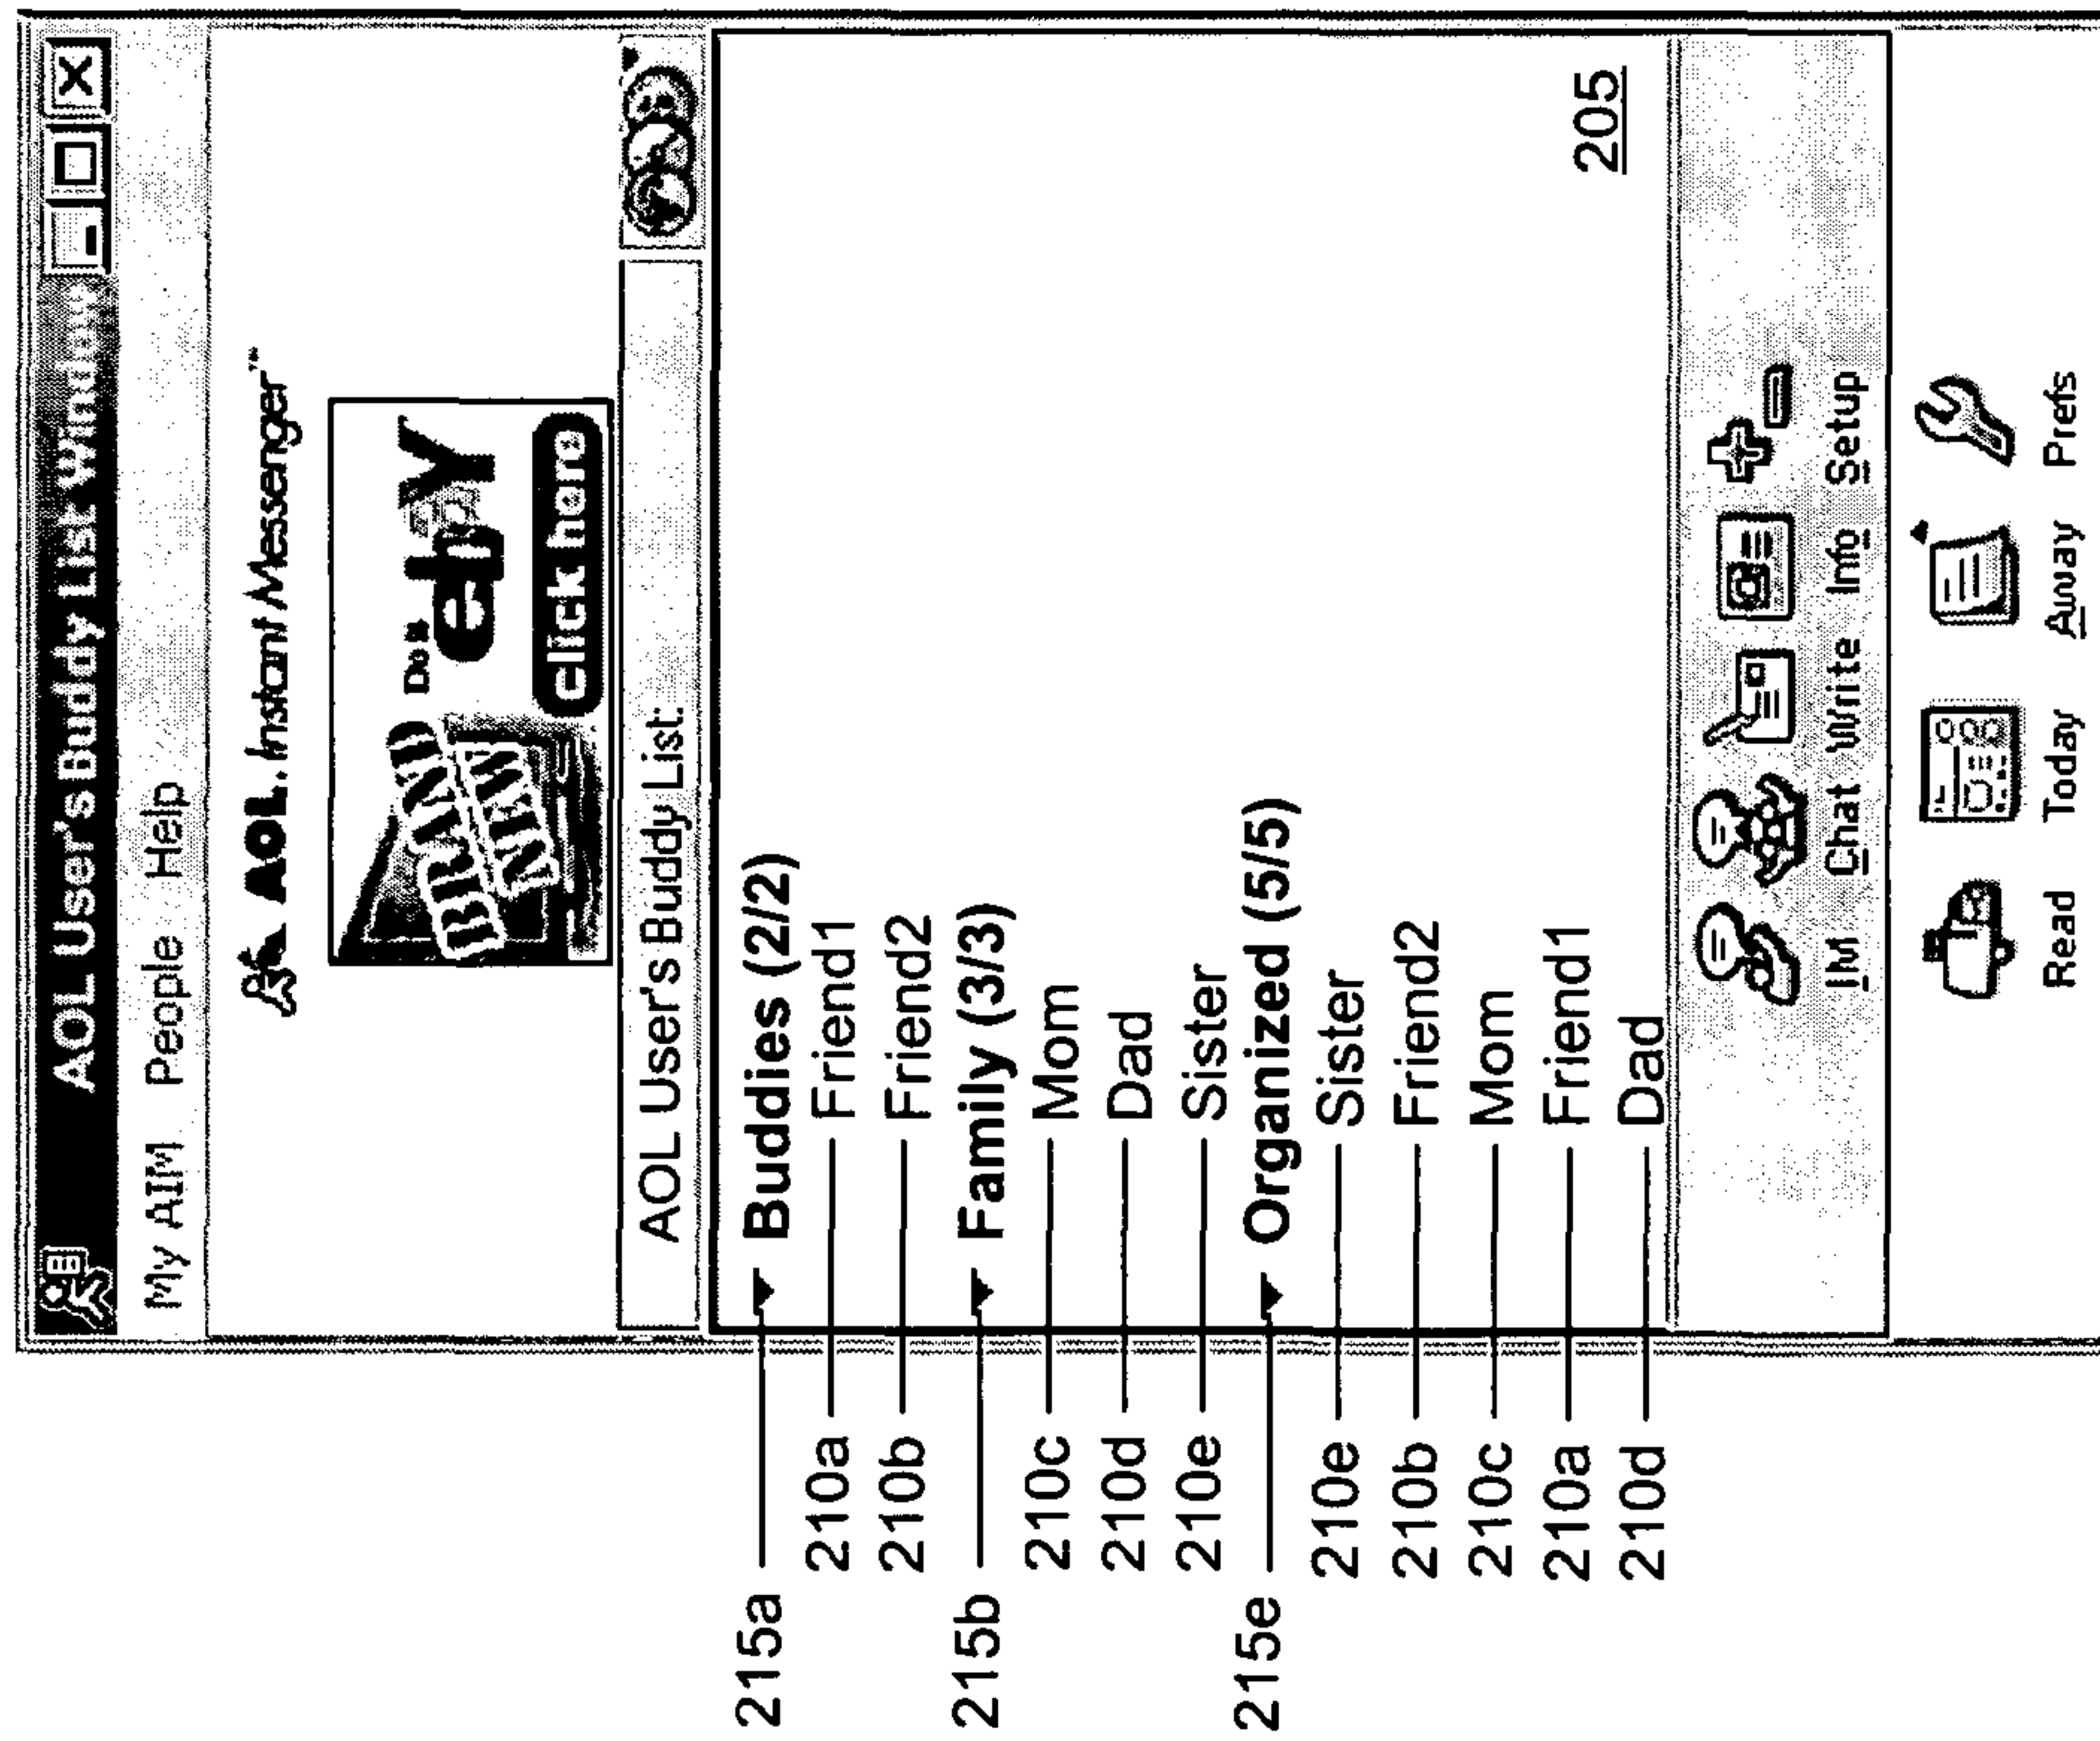 AOL User's Buddy List Window
My AIM People Help
AOL Instant Messenger™
BRAND
NEW
Do it
ebY
click here
AOL User's Buddy List:
215a Buddies (2/2)
210a Friend1
210b Friend2
215b Family (3/3)
210c Mom
210d Dad
210e Sister
215e Organized (5/5)
210e Sister
210b Friend2
210c Mom
210a Friend1
210d Dad
205
IM Chat Write Info Setup
Read Today Away Prefs